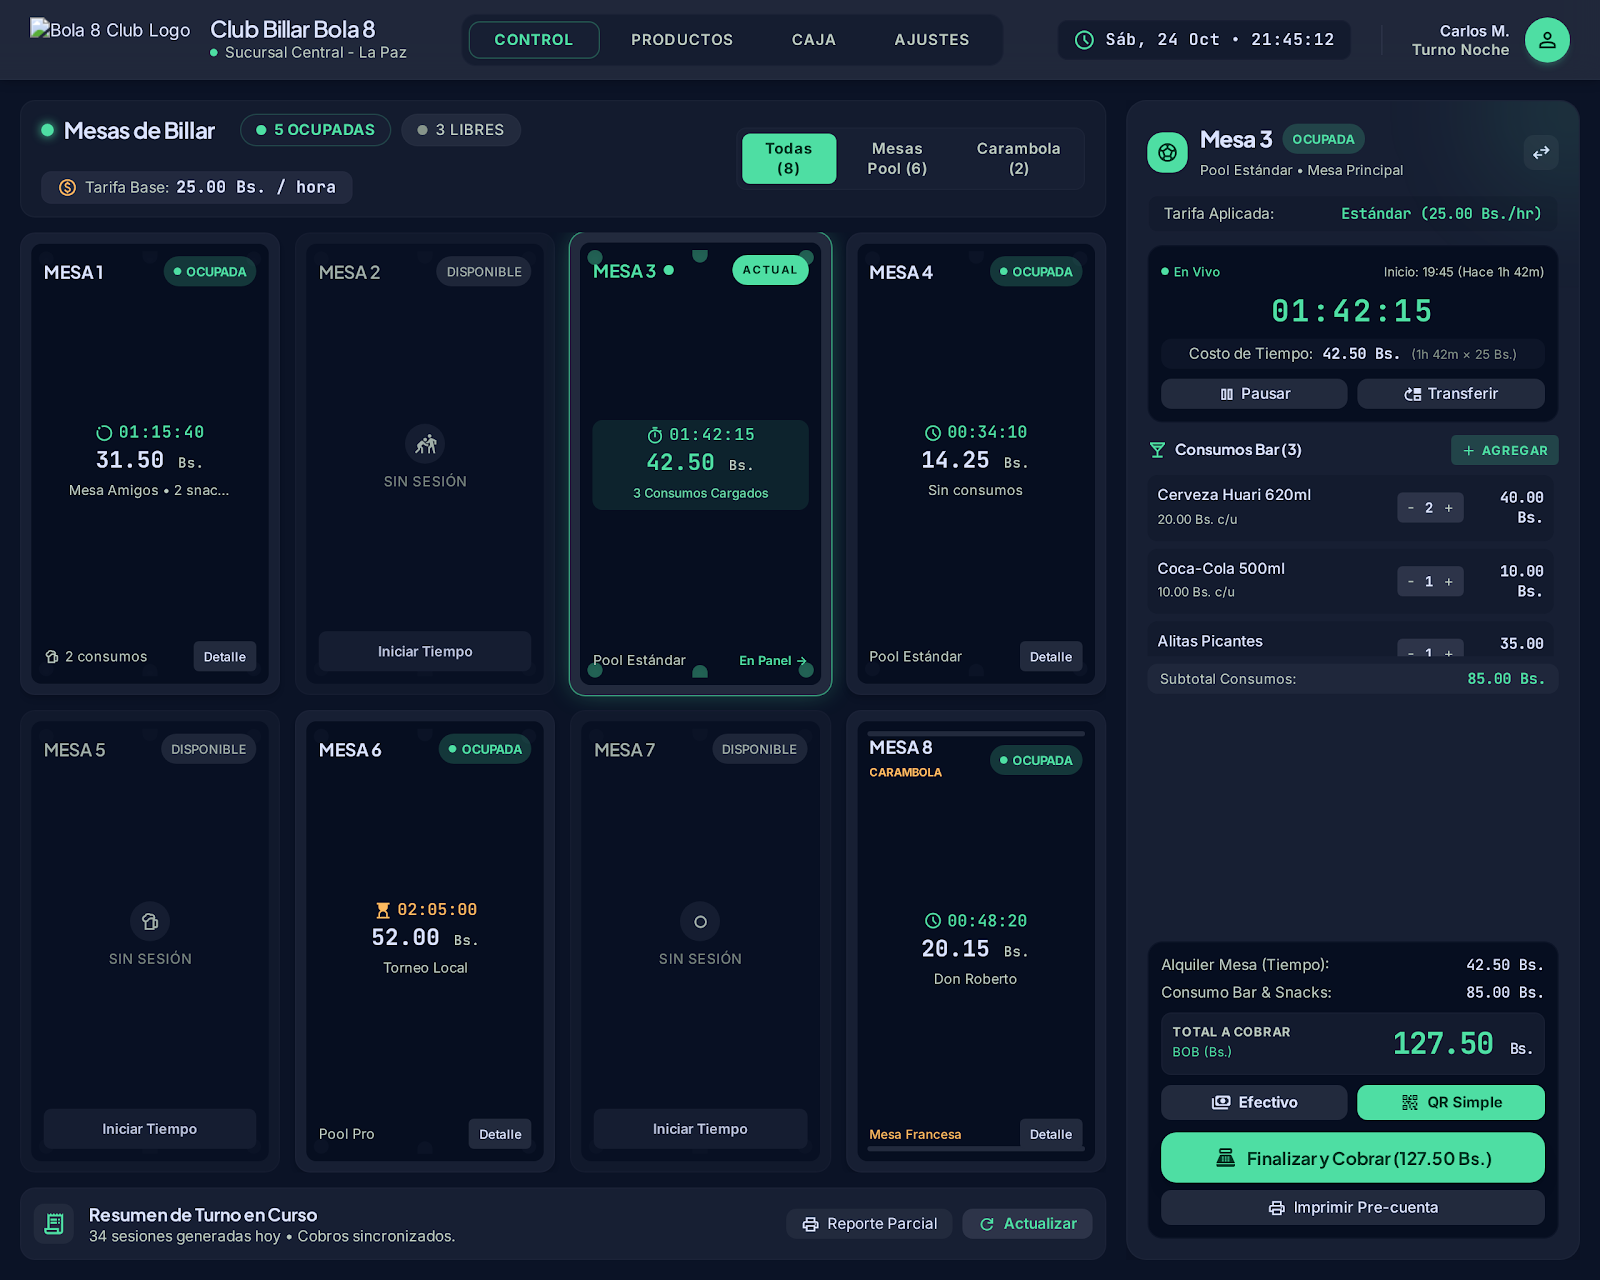 Bola 8 Club Logo
Club Billar Bola 8
Sucursal Central - La Paz
CONTROL
PRODUCTOS
CAJA
AJUSTES
Sáb, 24 Oct • 21:45:12
Carlos M.
Turno Noche
Mesas de Billar
5 OCUPADAS
3 LIBRES
Tarifa Base: 25.00 Bs. / hora
Todas
(8)
Mesas
Pool (6)
Carambola
(2)
MESA 1
OCUPADA
01:15:40
31.50 Bs.
Mesa Amigos • 2 snac...
2 consumos
Detalle
MESA 2
DISPONIBLE
SIN SESIÓN
Iniciar Tiempo
MESA 3
ACTUAL
01:42:15
42.50 Bs.
3 Consumos Cargados
Pool Estándar
En Panel →
MESA 4
OCUPADA
00:34:10
14.25 Bs.
Sin consumos
Pool Estándar
Detalle
MESA 5
DISPONIBLE
SIN SESIÓN
Iniciar Tiempo
MESA 6
OCUPADA
02:05:00
52.00 Bs.
Torneo Local
Pool Pro
Detalle
MESA 7
DISPONIBLE
SIN SESIÓN
Iniciar Tiempo
MESA 8
CARAMBOLA
OCUPADA
00:48:20
20.15 Bs.
Don Roberto
Mesa Francesa
Detalle
Resumen de Turno en Curso
34 sesiones generadas hoy • Cobros sincronizados.
Reporte Parcial
Actualizar
Mesa 3
OCUPADA
Pool Estándar • Mesa Principal
Tarifa Aplicada:
Estándar (25.00 Bs./hr)
En Vivo
Inicio: 19:45 (Hace 1h 42m)
01:42:15
Costo de Tiempo: 42.50 Bs. (1h 42m × 25 Bs.)
Pausar
Transferir
Consumos Bar (3)
+ AGREGAR
Cerveza Huari 620ml
20.00 Bs. c/u
- 2 +
40.00
Bs.
Coca-Cola 500ml
10.00 Bs. c/u
- 1 +
10.00
Bs.
Alitas Picantes
- 1 +
35.00
Subtotal Consumos:
85.00 Bs.
Alquiler Mesa (Tiempo):
42.50 Bs.
Consumo Bar & Snacks:
85.00 Bs.
TOTAL A COBRAR
BOB (Bs.)
127.50 Bs.
Efectivo
QR Simple
Finalizar y Cobrar (127.50 Bs.)
Imprimir Pre-cuenta